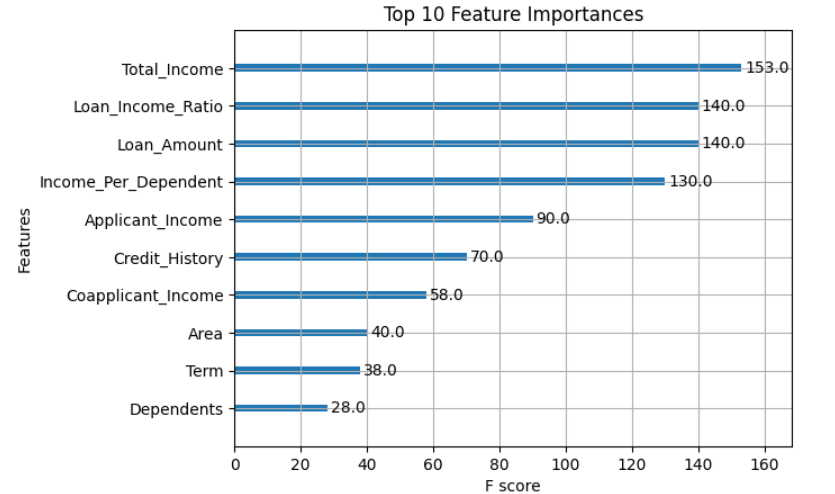 Top 10 Feature Importances
Features
Total_Income 153.0
Loan_Income_Ratio 140.0
Loan_Amount 140.0
Income_Per_Dependent 130.0
Applicant_Income 90.0
Credit_History 70.0
Coapplicant_Income 58.0
Area 40.0
Term 38.0
Dependents 28.0
0 20 40 60 80 100 120 140 160
F score